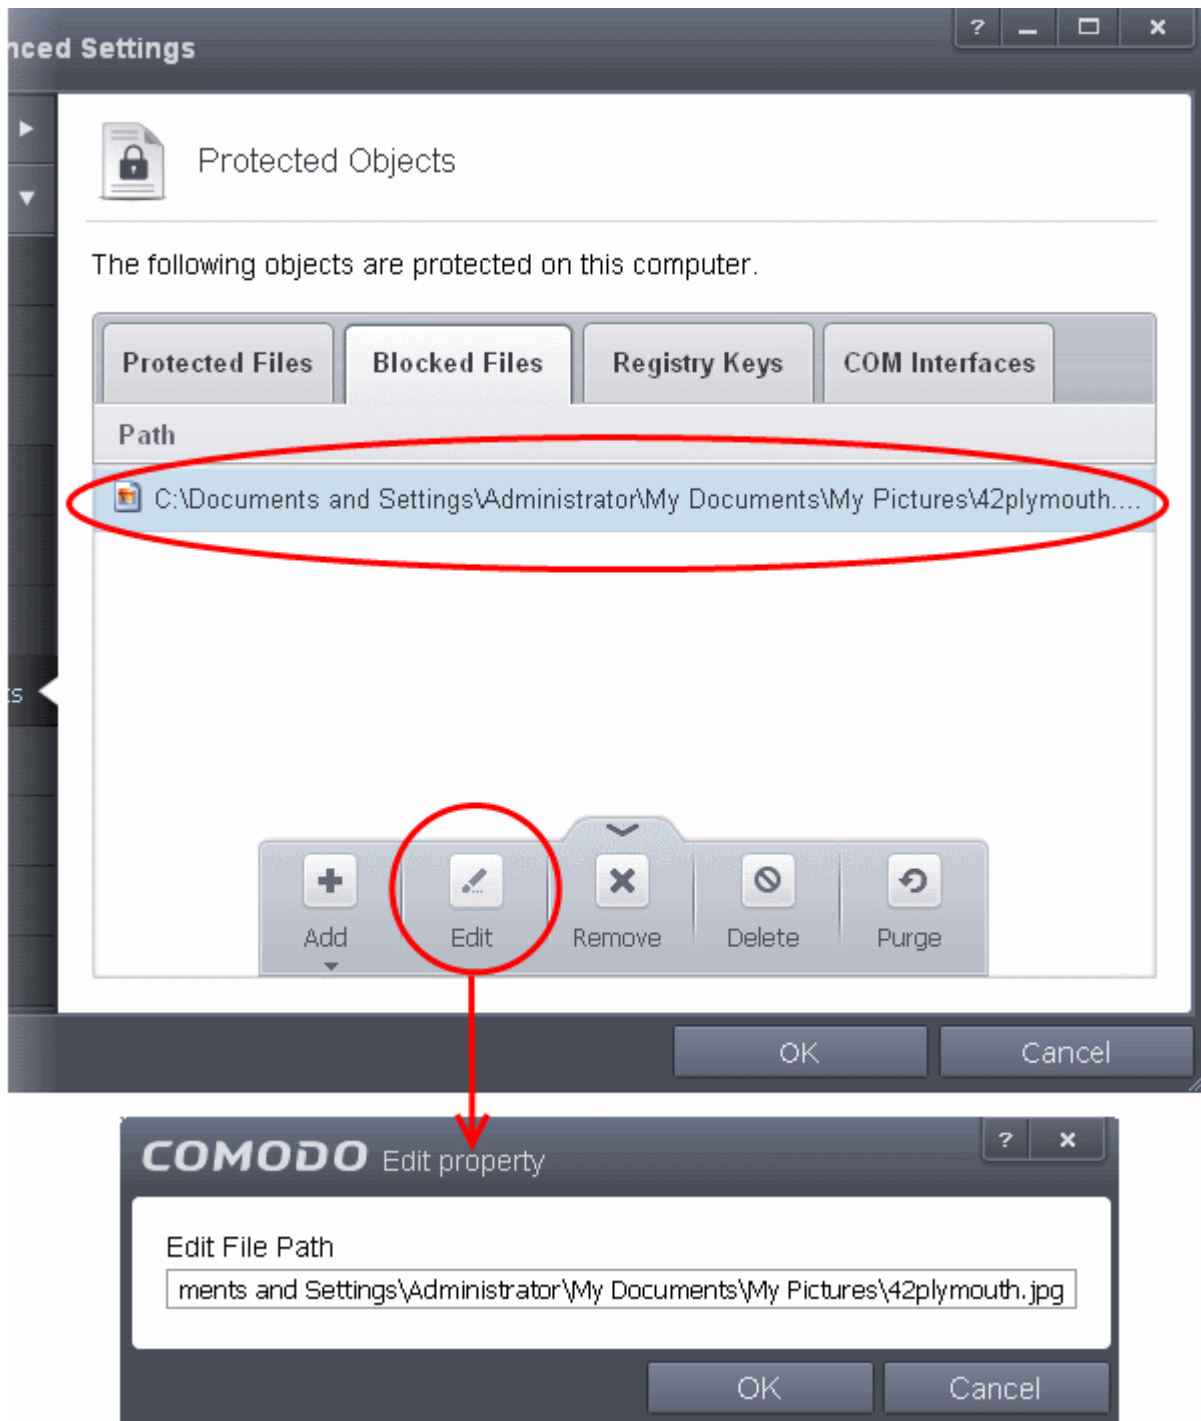 nced Settings
Protected Objects
The following objects are protected on this computer.
Protected Files Blocked Files Registry Keys COM Interfaces
Path
C:\Documents and Settings\Administrator\My Documents\My Pictures\42plymouth....
Add Edit Remove Delete Purge
OK Cancel
COMODO Edit property
Edit File Path
ments and Settings\Administrator\My Documents\My Pictures\42plymouth.jpg
OK Cancel